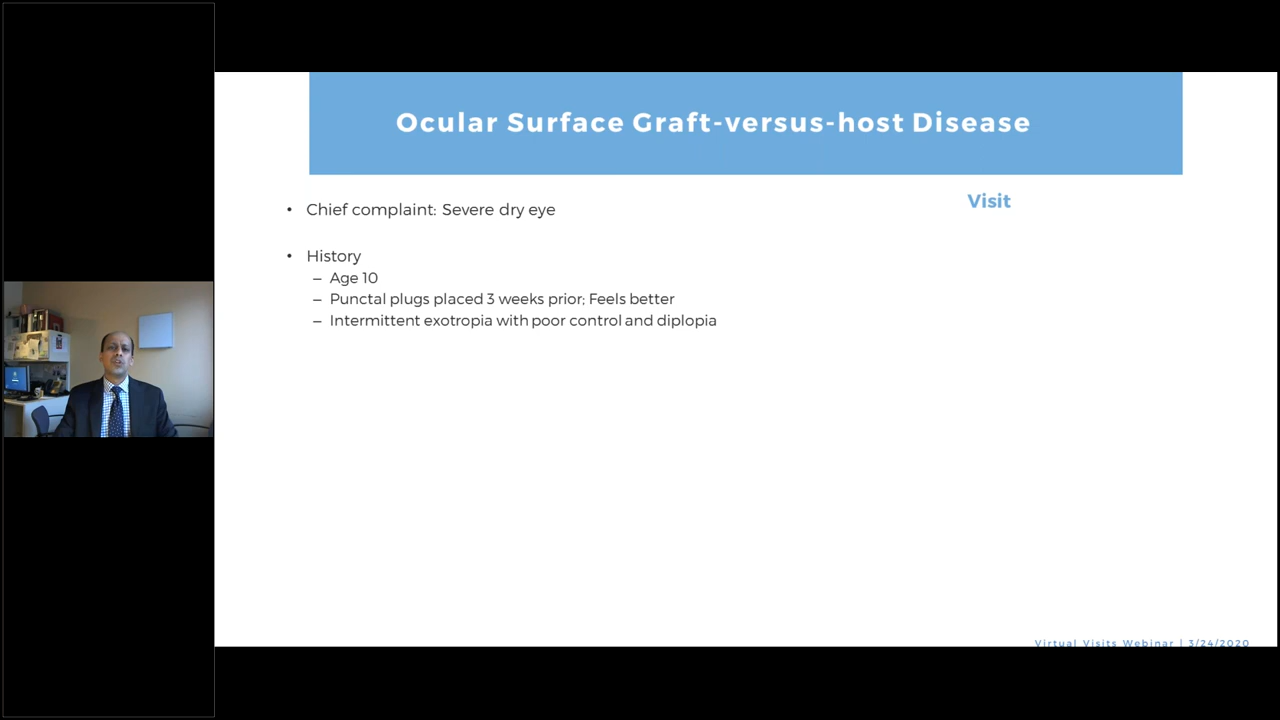 Ocular Surface Graft-versus-host Disease
Visit
• Chief complaint: Severe dry eye
• History
– Age 10
– Punctal plugs placed 3 weeks prior; Feels better
– Intermittent exotropia with poor control and diplopia
Virtual Visits Webinar | 3/24/2020